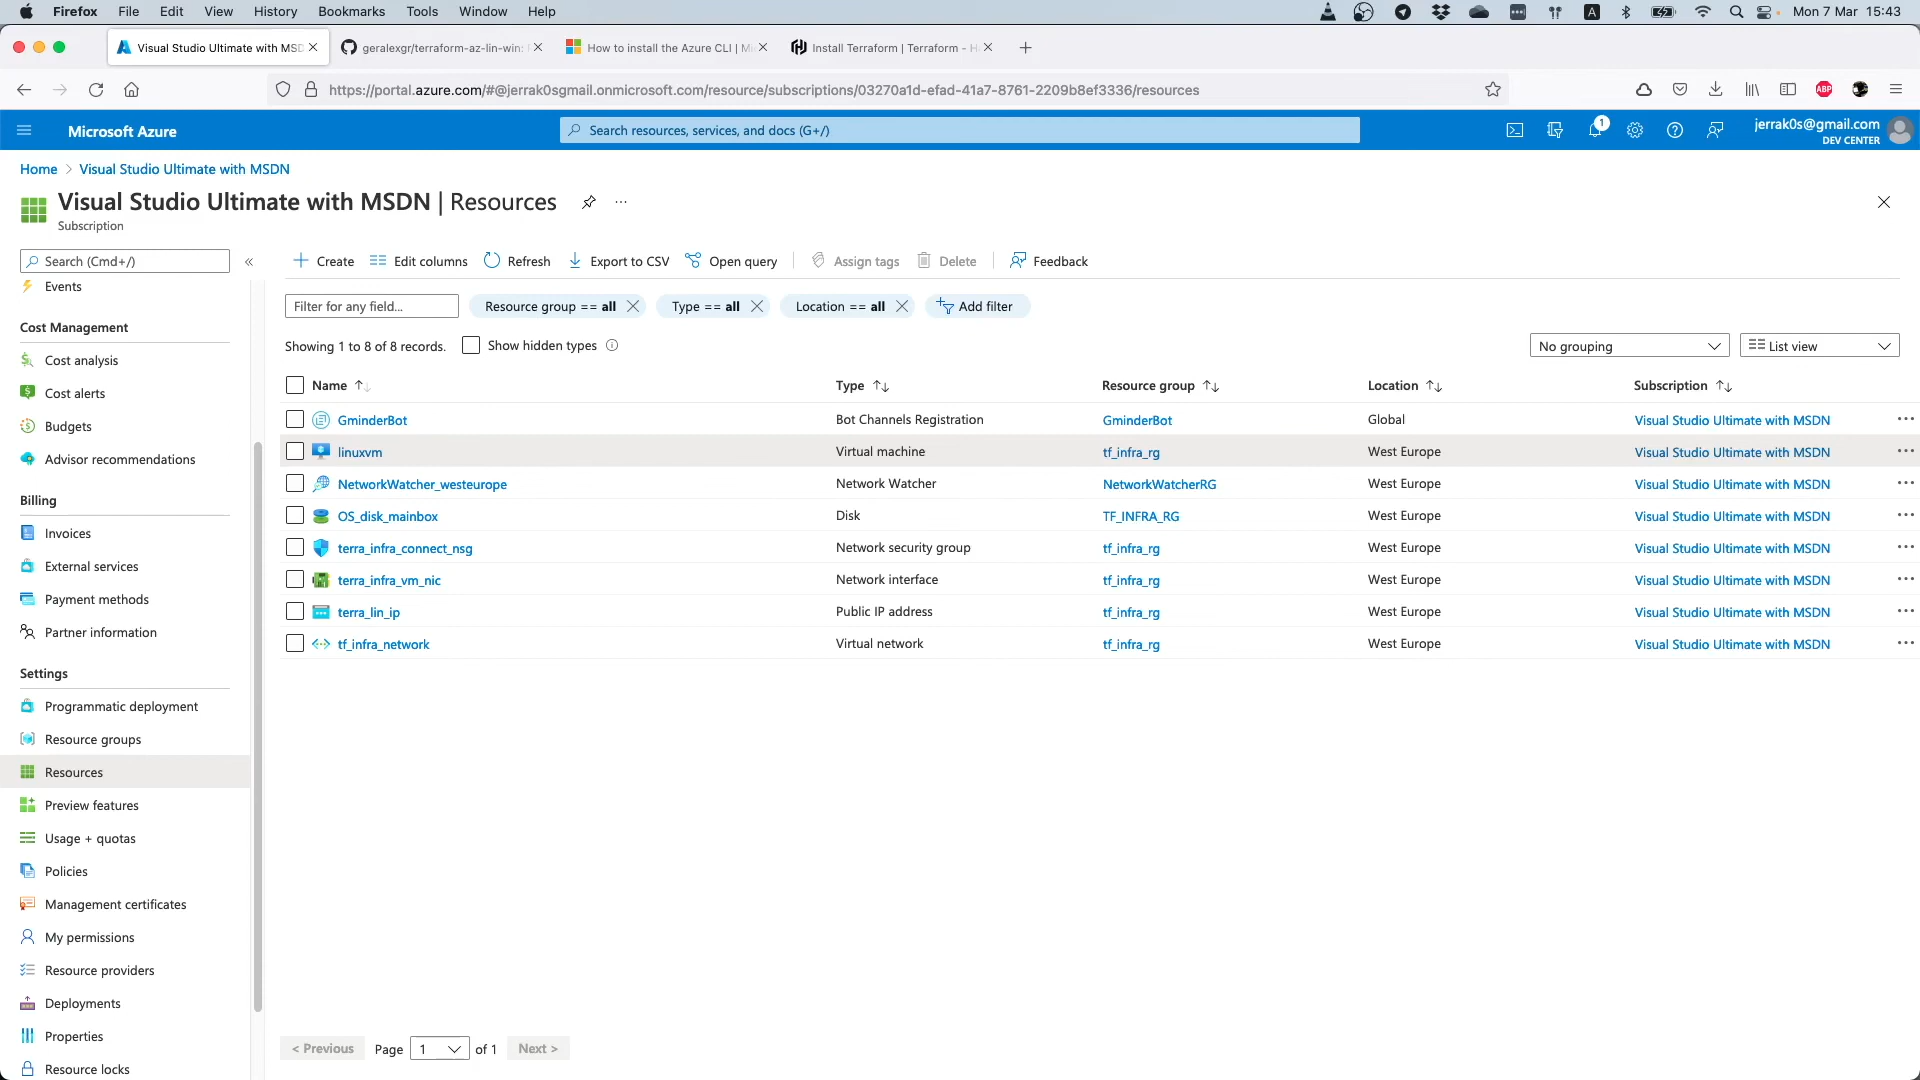 Firefox File Edit View History Bookmarks Tools Window Help A Mon 7 Mar 15:43
Visual Studio Ultimate with MSD geralexgr/terraform-az-lin-win: How to install the Azure CLI | Install Terraform | Terraform -
https://portal.azure.com/#@jerrak0sgmail.onmicrosoft.com/resource/subscriptions/03270a1d-efad-41a7-8761-2209b8ef3336/resources ABP
Microsoft Azure Search resources, services, and docs (G+/) 1 jerrak0s@gmail.com
DEV CENTER
Home > Visual Studio Ultimate with MSDN
Visual Studio Ultimate with MSDN | Resources ...
Subscription
Search (Cmd+/) « Create Edit columns Refresh Export to CSV Open query Assign tags Delete Feedback
Events
Filter for any field... Resource group == all Type == all Location == all Add filter
Cost Management
Showing 1 to 8 of 8 records. Show hidden types No grouping List view
Cost analysis
Name Type Resource group Location Subscription
Cost alerts
GminderBot Bot Channels Registration GminderBot Global Visual Studio Ultimate with MSDN ...
Budgets
linuxvm Virtual machine tf_infra_rg West Europe Visual Studio Ultimate with MSDN ...
Advisor recommendations
NetworkWatcher_westeurope Network Watcher NetworkWatcherRG West Europe Visual Studio Ultimate with MSDN ...
Billing
OS_disk_mainbox Disk TF_INFRA_RG West Europe Visual Studio Ultimate with MSDN ...
Invoices
terra_infra_connect_nsg Network security group tf_infra_rg West Europe Visual Studio Ultimate with MSDN ...
External services
terra_infra_vm_nic Network interface tf_infra_rg West Europe Visual Studio Ultimate with MSDN ...
Payment methods
terra_lin_ip Public IP address tf_infra_rg West Europe Visual Studio Ultimate with MSDN ...
Partner information
tf_infra_network Virtual network tf_infra_rg West Europe Visual Studio Ultimate with MSDN ...
Settings
Programmatic deployment
Resource groups
Resources
Preview features
Usage + quotas
Policies
Management certificates
My permissions
Resource providers
Deployments
Properties
< Previous Page 1 of 1 Next >
Resource locks